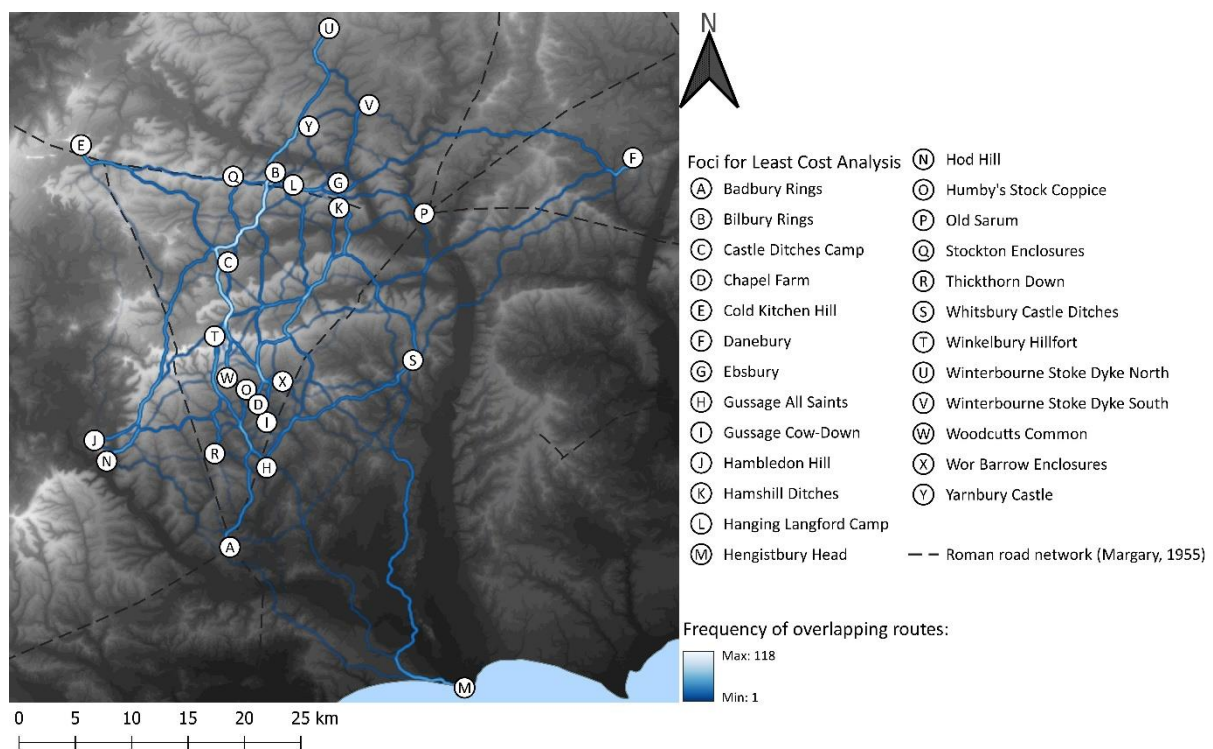 U
V
Y
E
F
B
Q
L
G
K
P
C
T
S
W
X
O
D
I
J
N
R
H
A
M
N
Foci for Least Cost Analysis
A Badbury Rings
B Bilbury Rings
C Castle Ditches Camp
D Chapel Farm
E Cold Kitchen Hill
F Danebury
G Ebsbury
H Gussage All Saints
I Gussage Cow-Down
J Hambledon Hill
K Hamshill Ditches
L Hanging Langford Camp
M Hengistbury Head
N Hod Hill
O Humby's Stock Coppice
P Old Sarum
Q Stockton Enclosures
R Thickthorn Down
S Whitsbury Castle Ditches
T Winkelbury Hillfort
U Winterbourne Stoke Dyke North
V Winterbourne Stoke Dyke South
W Woodcutts Common
X Wor Barrow Enclosures
Y Yarnbury Castle
Roman road network (Margary, 1955)
Frequency of overlapping routes:
Max: 118
Min: 1
0 5 10 15 20 25 km